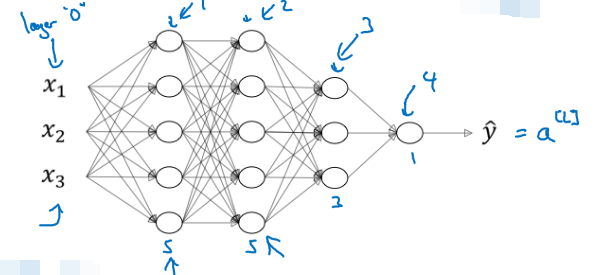 layer "0"
1
2
3
4
x₁
x₂
x₃
ŷ = a^[L]
1
3
5
5